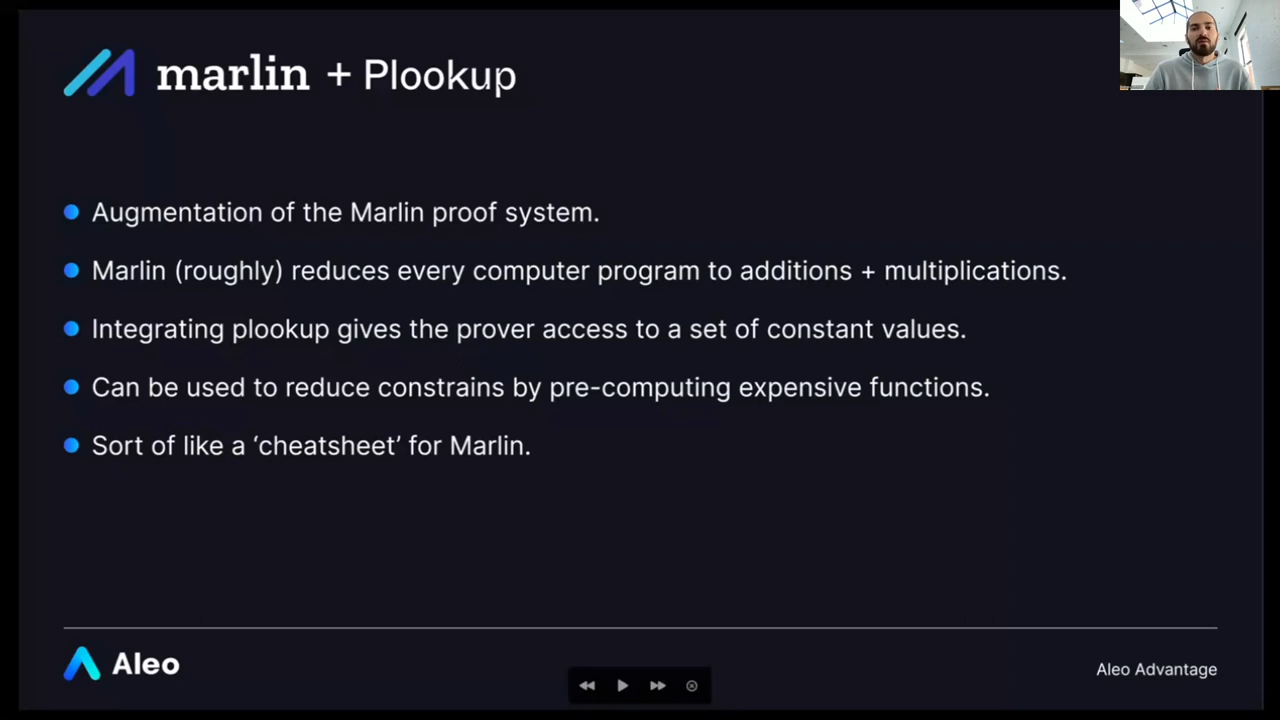 marlin + Plookup
Augmentation of the Marlin proof system.
Marlin (roughly) reduces every computer program to additions + multiplications.
Integrating plookup gives the prover access to a set of constant values.
Can be used to reduce constrains by pre-computing expensive functions.
Sort of like a ‘cheatsheet’ for Marlin.
Aleo
Aleo Advantage